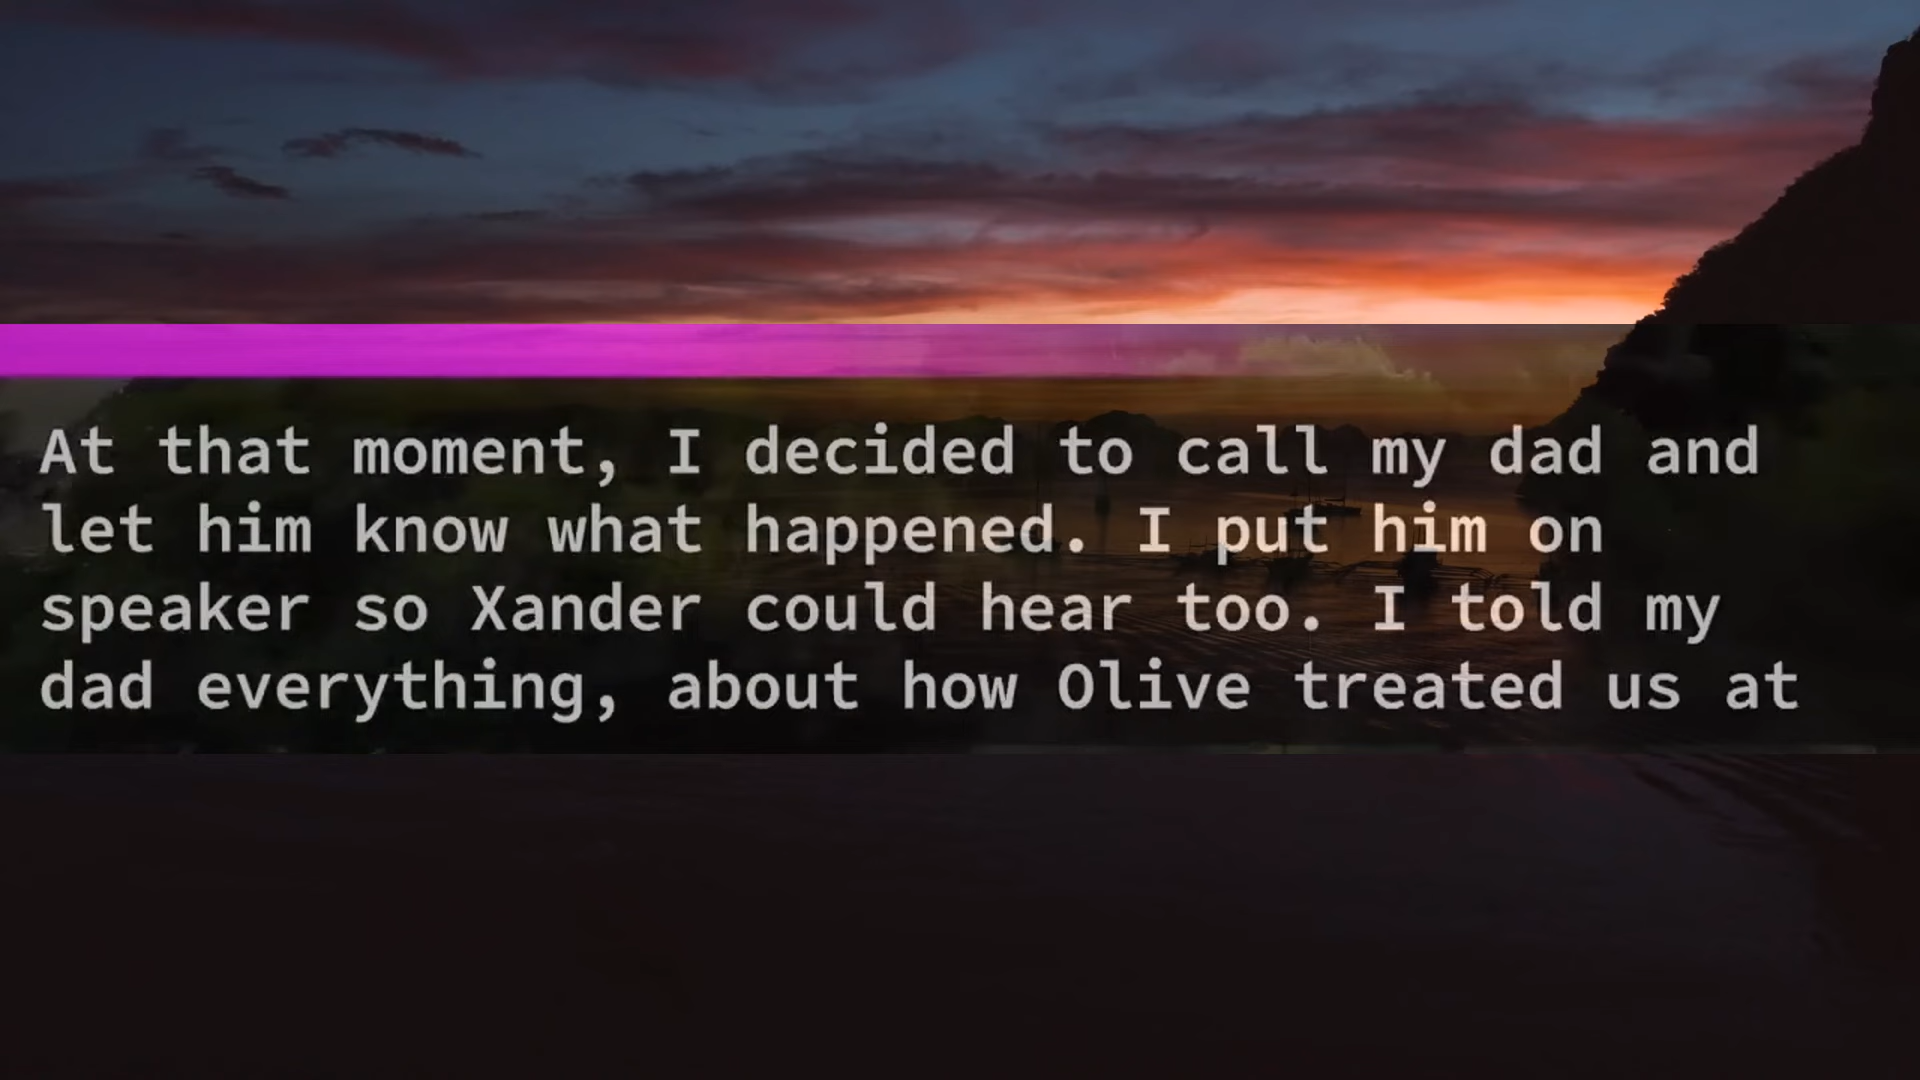 At that moment, I decided to call my dad and
let him know what happened. I put him on
speaker so Xander could hear too. I told my
dad everything, about how Olive treated us at